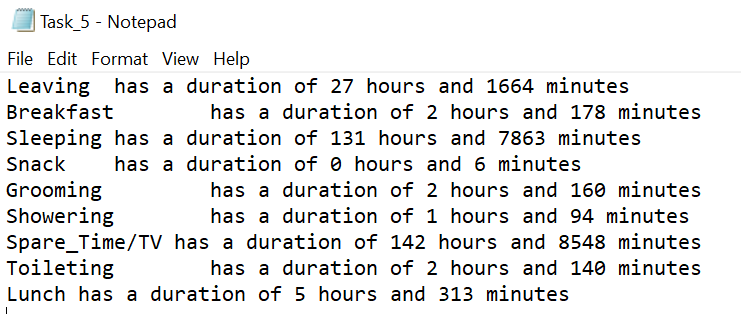 Task_5 - Notepad
File Edit Format View Help
Leaving has a duration of 27 hours and 1664 minutes
Breakfast has a duration of 2 hours and 178 minutes
Sleeping has a duration of 131 hours and 7863 minutes
Snack has a duration of 0 hours and 6 minutes
Grooming has a duration of 2 hours and 160 minutes
Showering has a duration of 1 hours and 94 minutes
Spare_Time/TV has a duration of 142 hours and 8548 minutes
Toileting has a duration of 2 hours and 140 minutes
Lunch has a duration of 5 hours and 313 minutes